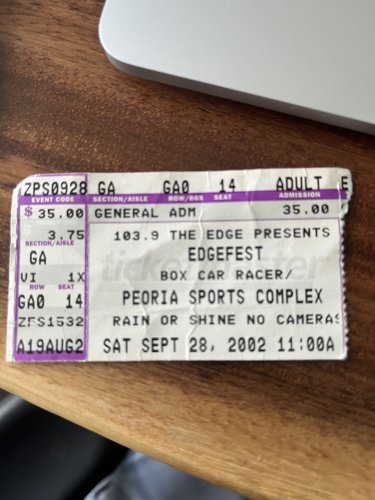 ZPS0928 GA GA0 14 ADULT E
EVENT CODE SECTION/AISLE ROW/BOX SEAT ADMISSION
$ 35.00 GENERAL ADM 35.00
3.75 103.9 THE EDGE PRESENTS
SECTION/AISLE
GA EDGEFEST
VI 1X BOX CAR RACER/
ROW SEAT
GA0 14 PEORIA SPORTS COMPLEX
ZFS1532 RAIN OR SHINE NO CAMERAS
A19AUG2 SAT SEPT 28, 2002 11:00A
ticketmaster